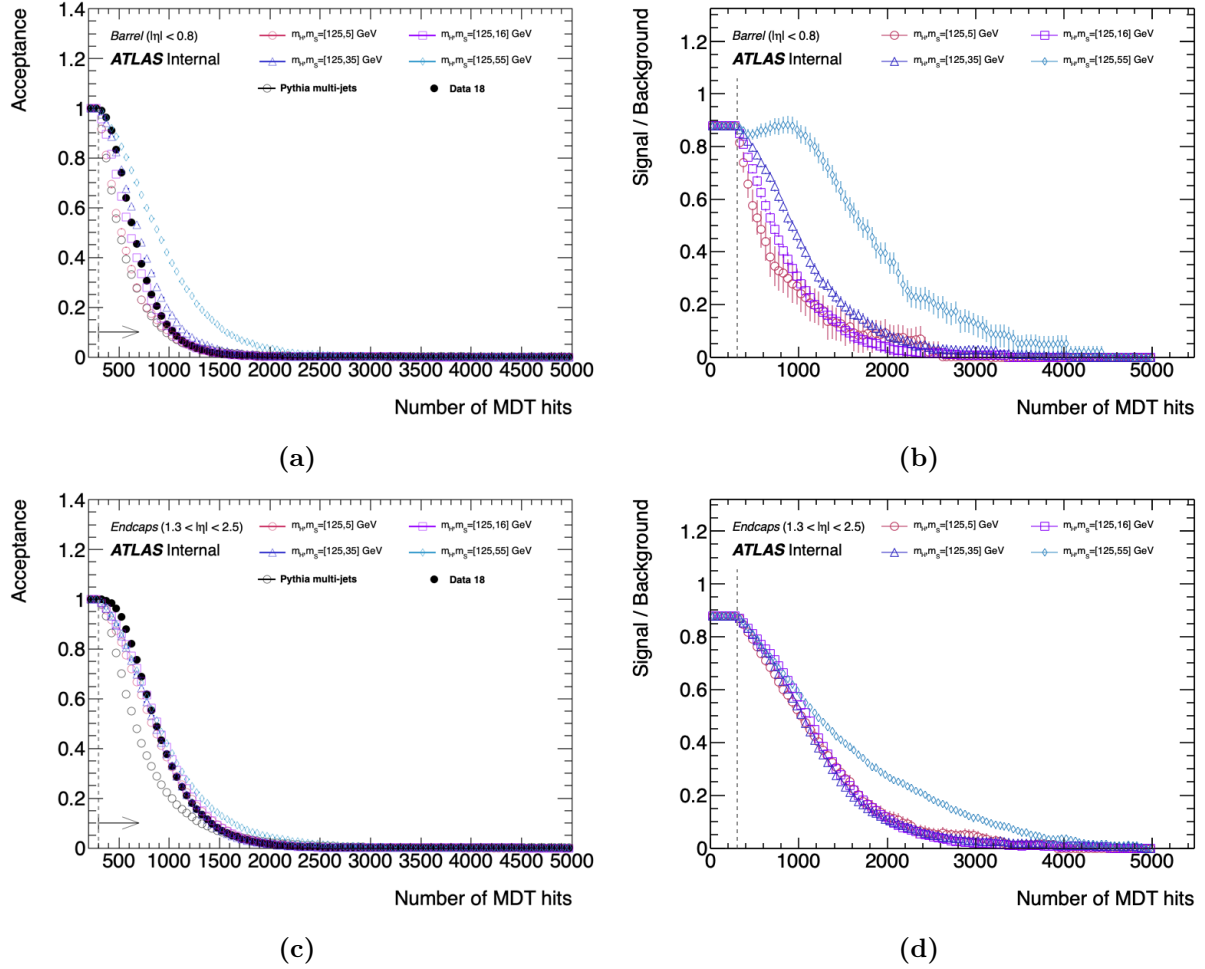 Acceptance
1.4
1.2
1
0.8
0.6
0.4
0.2
0
Barrel (|η| < 0.8)
ATLAS Internal
m_H, m_S=[125,5] GeV
m_H, m_S=[125,16] GeV
m_H, m_S=[125,35] GeV
m_H, m_S=[125,55] GeV
Pythia multi-jets
Data 18
500 1000 1500 2000 2500 3000 3500 4000 4500 5000
Number of MDT hits
(a)
Signal / Background
1.2
1
0.8
0.6
0.4
0.2
0
Barrel (|η| < 0.8)
ATLAS Internal
m_H, m_S=[125,5] GeV
m_H, m_S=[125,16] GeV
m_H, m_S=[125,35] GeV
m_H, m_S=[125,55] GeV
0 1000 2000 3000 4000 5000
Number of MDT hits
(b)
Acceptance
1.4
1.2
1
0.8
0.6
0.4
0.2
0
Endcaps (1.3 < |η| < 2.5)
ATLAS Internal
m_H, m_S=[125,5] GeV
m_H, m_S=[125,16] GeV
m_H, m_S=[125,35] GeV
m_H, m_S=[125,55] GeV
Pythia multi-jets
Data 18
500 1000 1500 2000 2500 3000 3500 4000 4500 5000
Number of MDT hits
(c)
Signal / Background
1.2
1
0.8
0.6
0.4
0.2
0
Endcaps (1.3 < |η| < 2.5)
ATLAS Internal
m_H, m_S=[125,5] GeV
m_H, m_S=[125,16] GeV
m_H, m_S=[125,35] GeV
m_H, m_S=[125,55] GeV
0 1000 2000 3000 4000 5000
Number of MDT hits
(d)